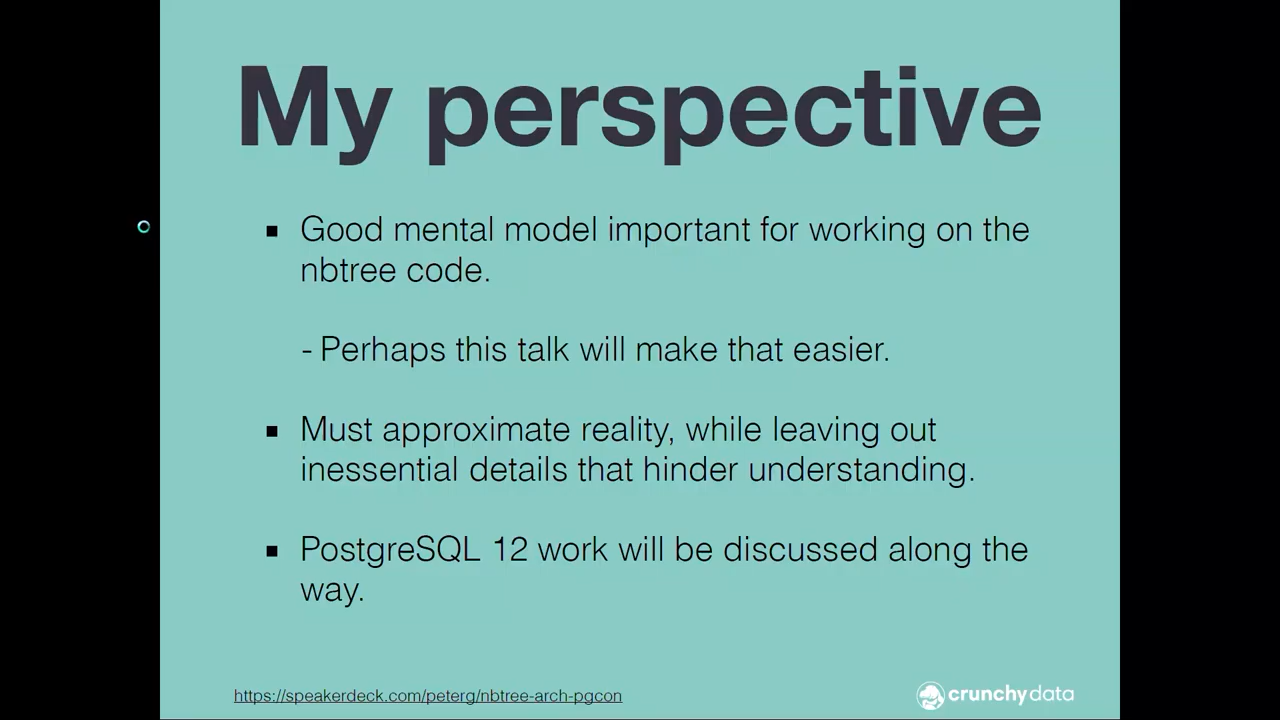 My perspective
▪ Good mental model important for working on the
nbtree code.
- Perhaps this talk will make that easier.
▪ Must approximate reality, while leaving out
inessential details that hinder understanding.
▪ PostgreSQL 12 work will be discussed along the
way.
https://speakerdeck.com/peterg/nbtree-arch-pgcon
crunchydata